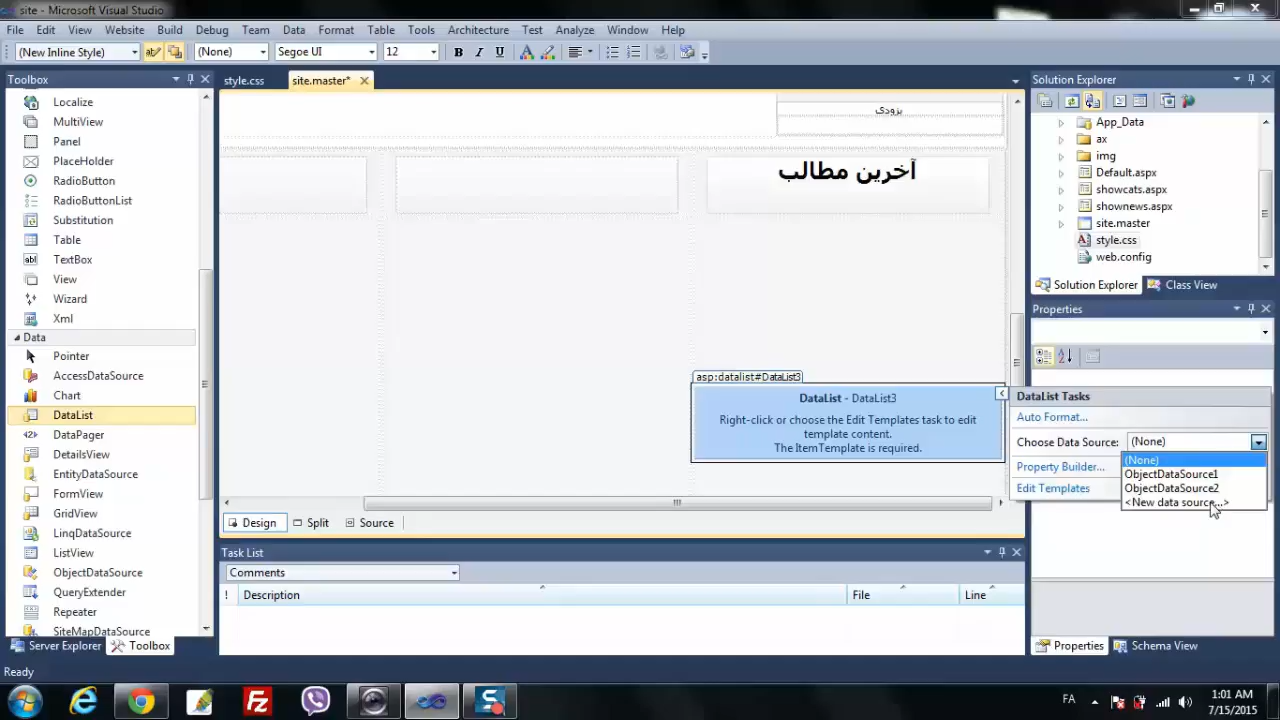 site - Microsoft Visual Studio
File Edit View Website Build Debug Team Data Format Tools Architecture Test Analyze Window Help
(New Inline Style) (None) Segoe UI 12 B I U A
Toolbox
Localize
MultiView
Panel
PlaceHolder
RadioButton
RadioButtonList
Substitution
Table
TextBox
View
Wizard
Xml
Data
Pointer
AccessDataSource
Chart
DataList
DataPager
DetailsView
EntityDataSource
FormView
GridView
LinqDataSource
ListView
ObjectDataSource
QueryExtender
Repeater
SiteMapDataSource
Server Explorer Toolbox
style.css site.master*
بزودی
آخرین مطالب
asp:datalist#DataList3
DataList - DataList3
Right-click or choose the Edit Templates task to edit
template content.
The ItemTemplate is required.
DataList Tasks
Auto Format...
Choose Data Source: (None)
(None)
ObjectDataSource1
ObjectDataSource2
<New data source...>
Property Builder...
Edit Templates
Design Split Source
Task List
Comments
! Description File Line
Solution Explorer
App_Data
ax
img
Default.aspx
showcats.aspx
shownews.aspx
site.master
style.css
web.config
Solution Explorer Class View
Properties
Properties Schema View
Ready
FA
1:01 AM
7/15/2015